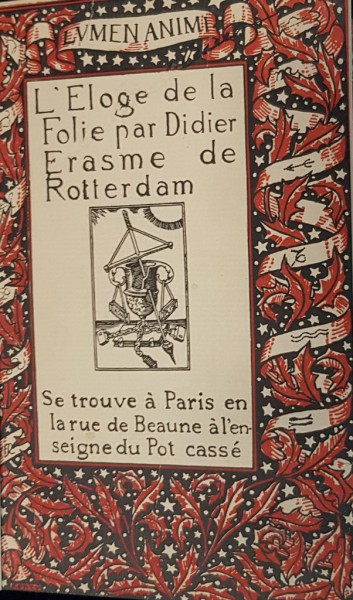 LVMEN ANIMÆ
L'Eloge de la
Folie par Didier
Erasme de
Rotterdam
Se trouve à Paris en
la rue de Beaune à l'en-
seigne du Pot cassé